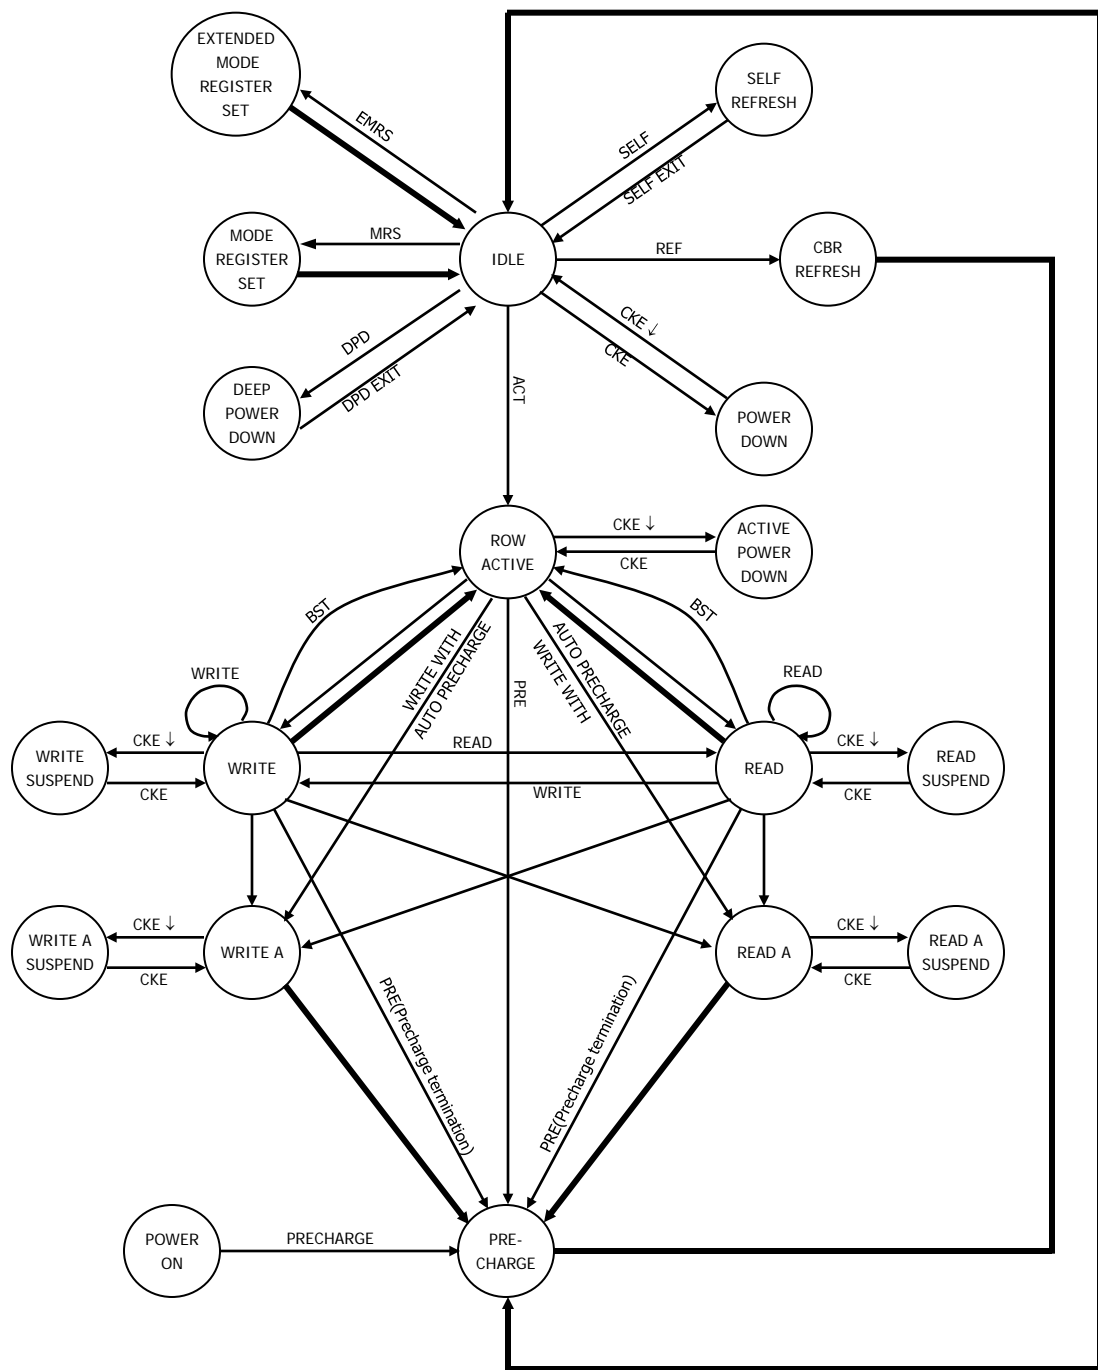 EXTENDED
MODE
REGISTER
SET
SELF
REFRESH
EMRS
SELF
SELF EXIT
MODE
REGISTER
SET
MRS
IDLE
REF
CBR
REFRESH
DPD
DPD EXIT
CKE ↓
CKE
DEEP
POWER
DOWN
ACT
POWER
DOWN
ROW
ACTIVE
CKE ↓
CKE
ACTIVE
POWER
DOWN
BST
BST
WRITE WITH
AUTO PRECHARGE
PRE
AUTO PRECHARGE
WRITE WITH
WRITE
READ
WRITE
SUSPEND
CKE ↓
CKE
WRITE
READ
WRITE
READ
CKE ↓
CKE
READ
SUSPEND
WRITE A
SUSPEND
CKE ↓
CKE
WRITE A
READ A
CKE ↓
CKE
READ A
SUSPEND
PRE(Precharge termination)
PRE(Precharge termination)
POWER
ON
PRECHARGE
PRE-
CHARGE